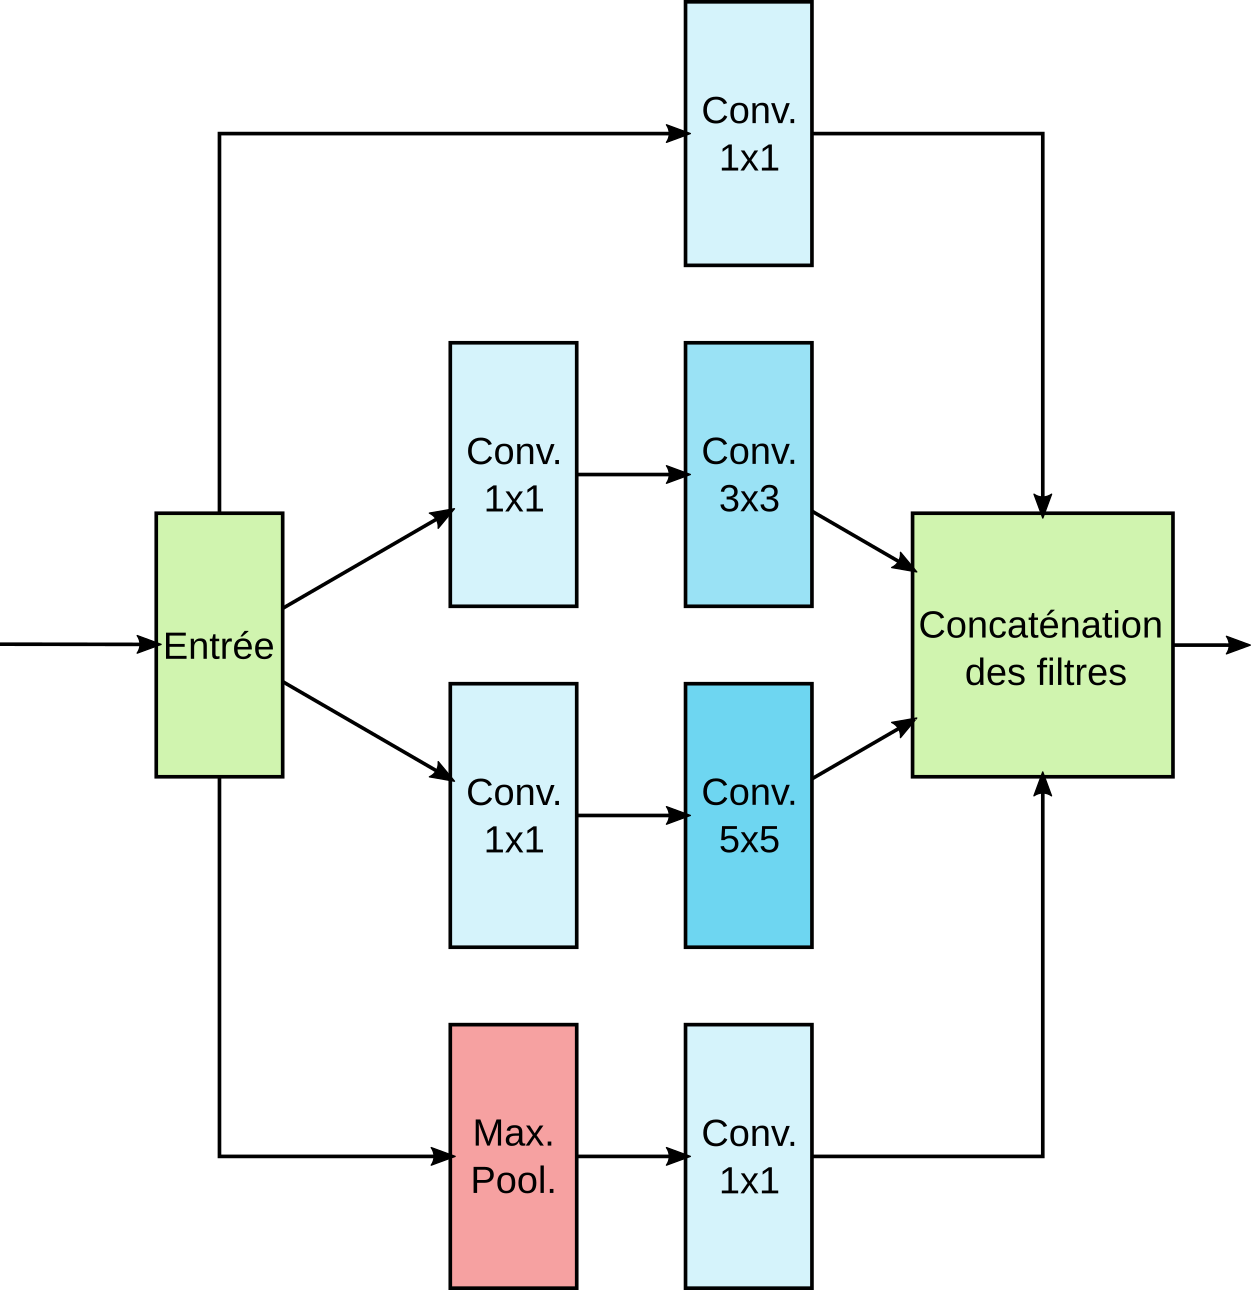 Conv.
1x1
Conv.
1x1
Conv.
3x3
Entrée
Concaténation
des filtres
Conv.
1x1
Conv.
5x5
Max.
Pool.
Conv.
1x1